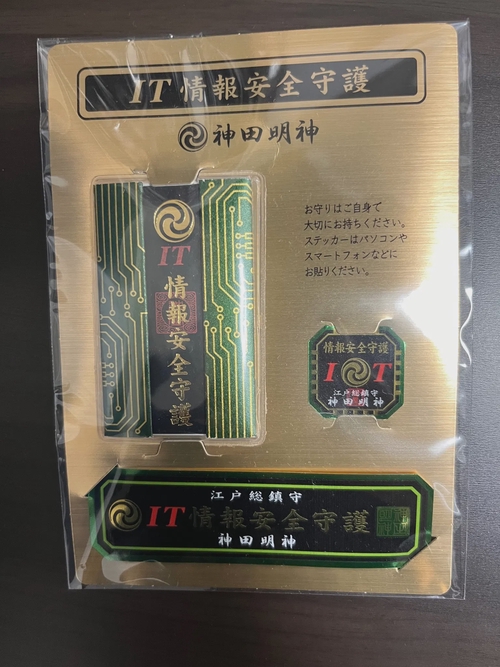 IT 情報安全守護
神田明神
お守りはご自身で
大切にお持ちください。
ステッカーはパソコンや
スマートフォンなどに
お貼りください。
IT
情報安全守護
情報安全守護
IT
江戸総鎮守
神田明神
江戸総鎮守
IT情報安全守護
神田明神